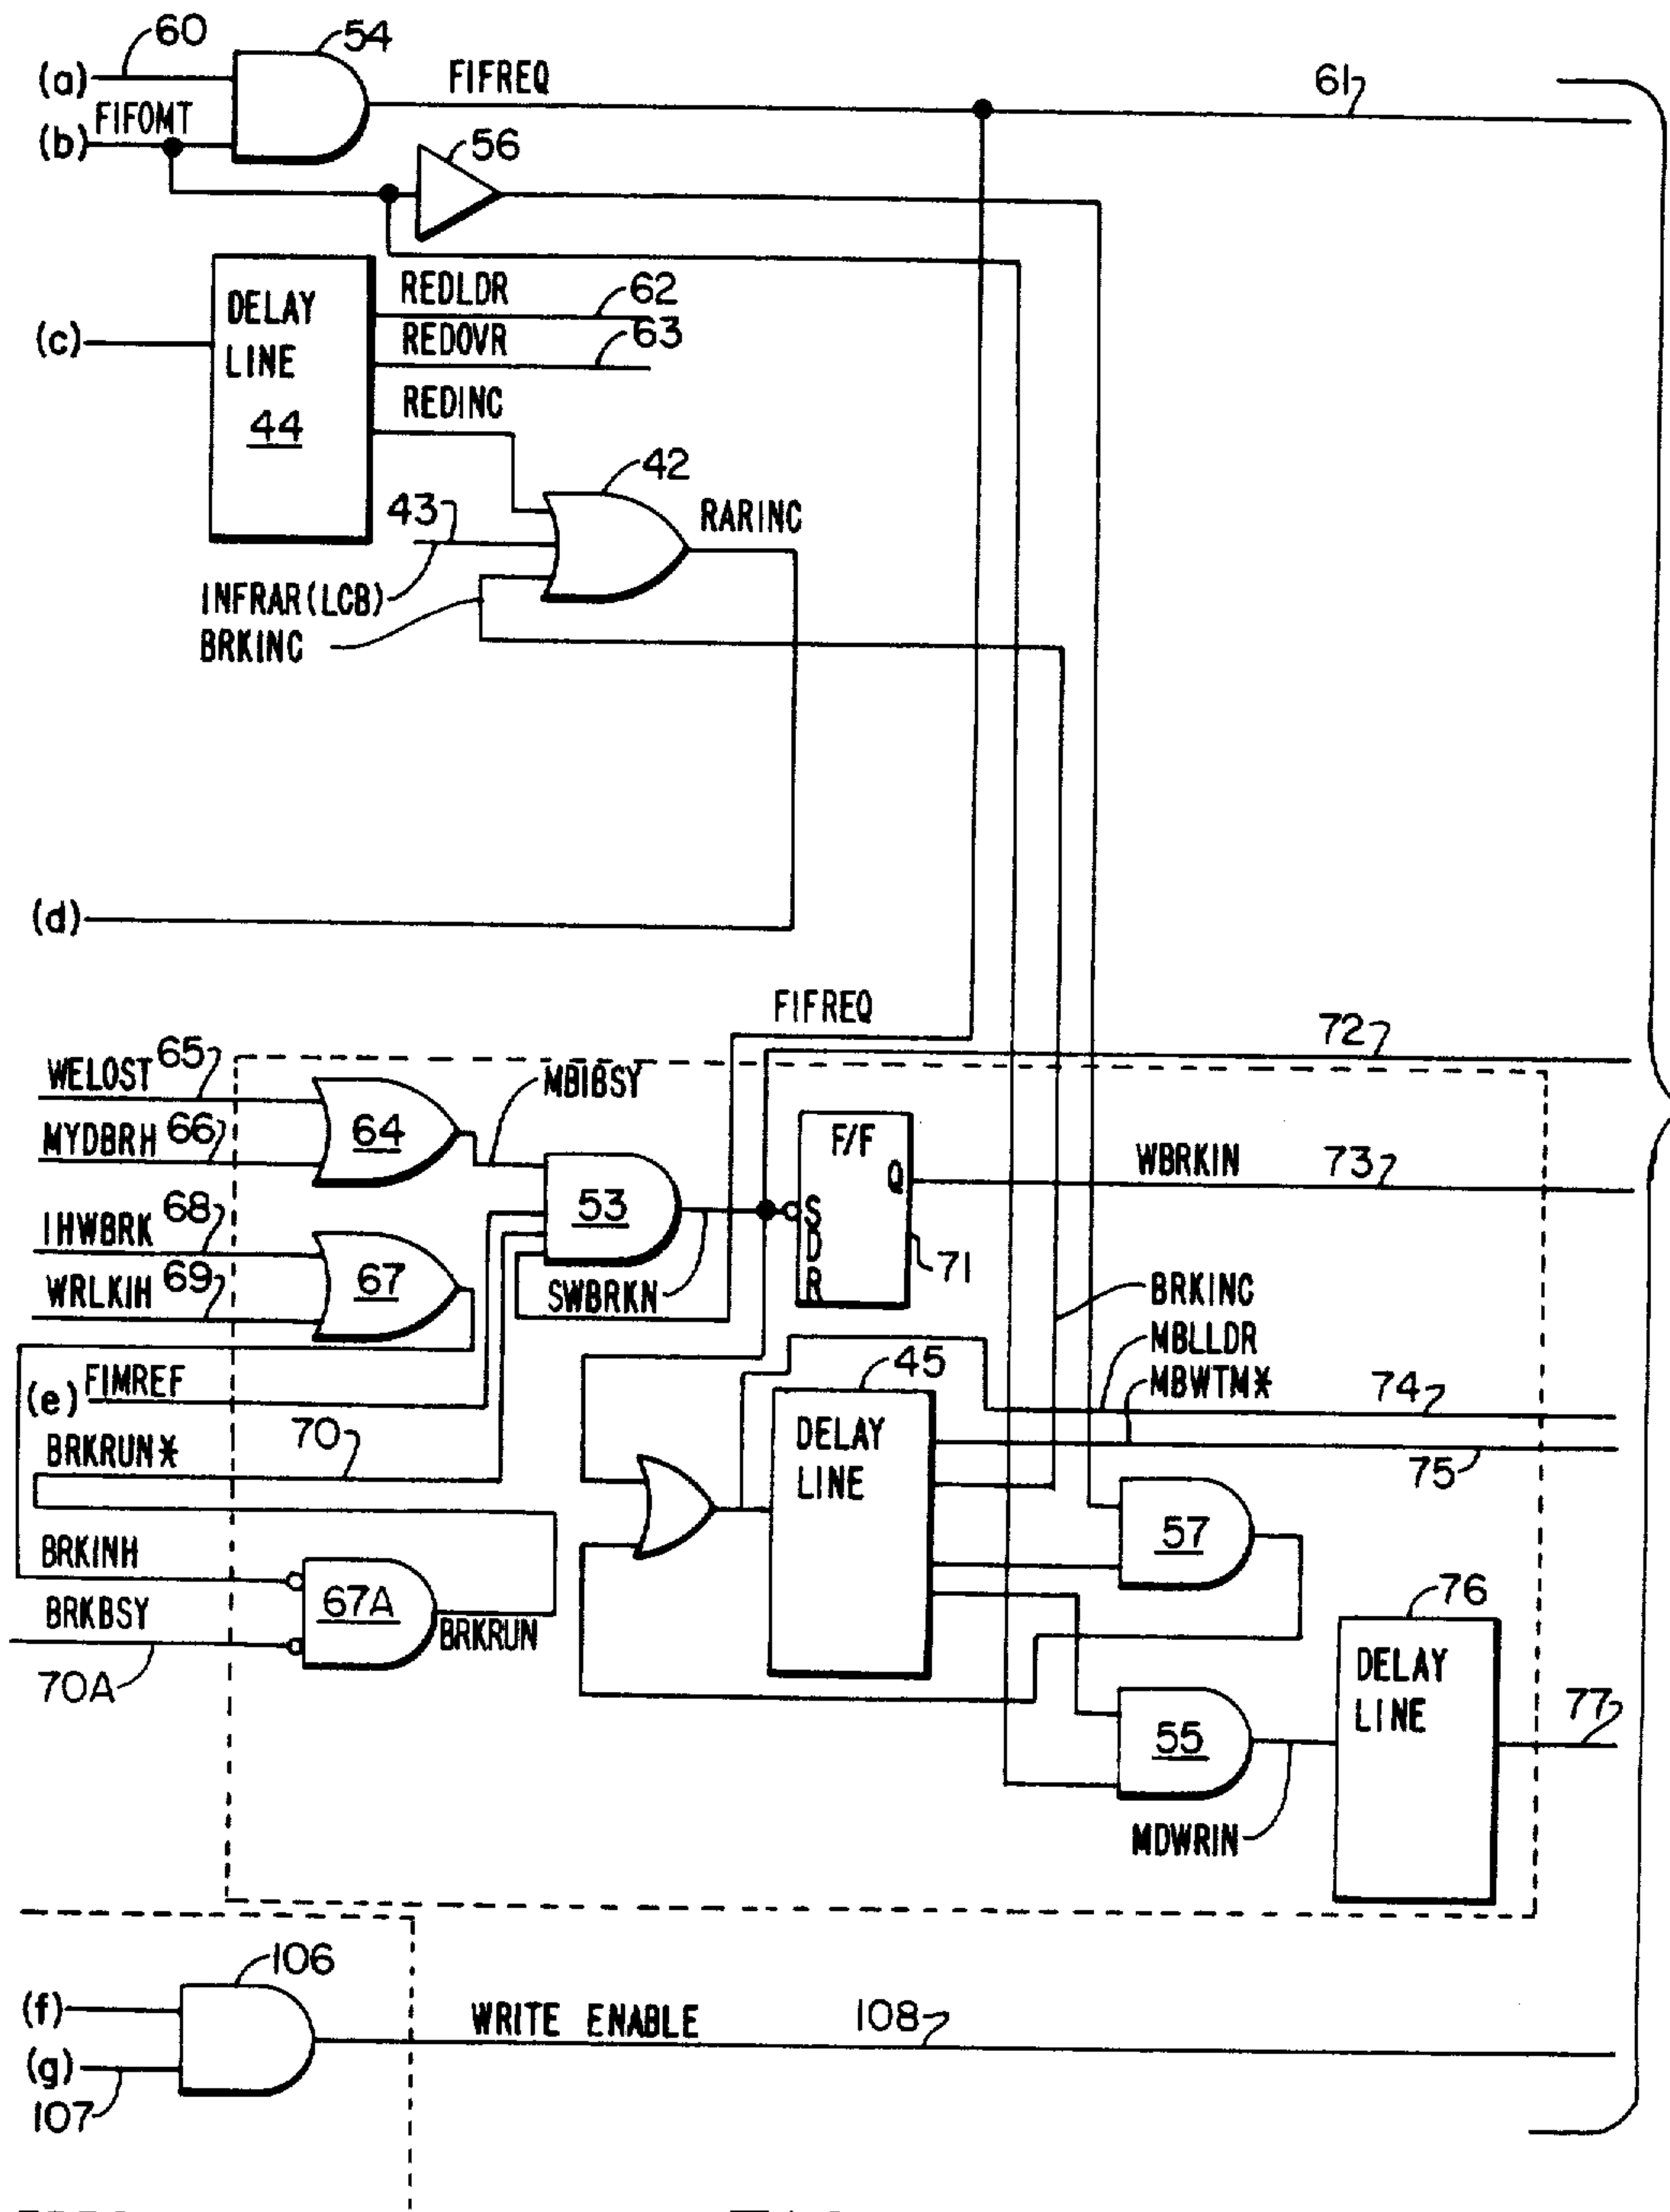 60
54
(a)
FIFREQ
61
(b)
FIFOMT
56
(c)
DELAY
LINE
44
REDLDR
62
REDOVR
63
REDINC
42
43
RARINC
INFRAR(LCB)
BRKINC
(d)
FIFREQ
72
WELOST
65
MBIBSY
MYDBRH
66
64
F/F
Q
WBRKIN
73
IHWBRK
68
53
S
D
R
71
WRLKIH
69
67
SWBRKN
BRKINC
MBLLDR
MBWTM*
(e)
FIMREF
45
74
BRKRUN*
70
DELAY
LINE
75
BRKINH
57
67A
76
BRKBSY
BRKRUN
70A
DELAY
LINE
77
55
MDWRIN
106
(f)
WRITE ENABLE
108
(g)
107